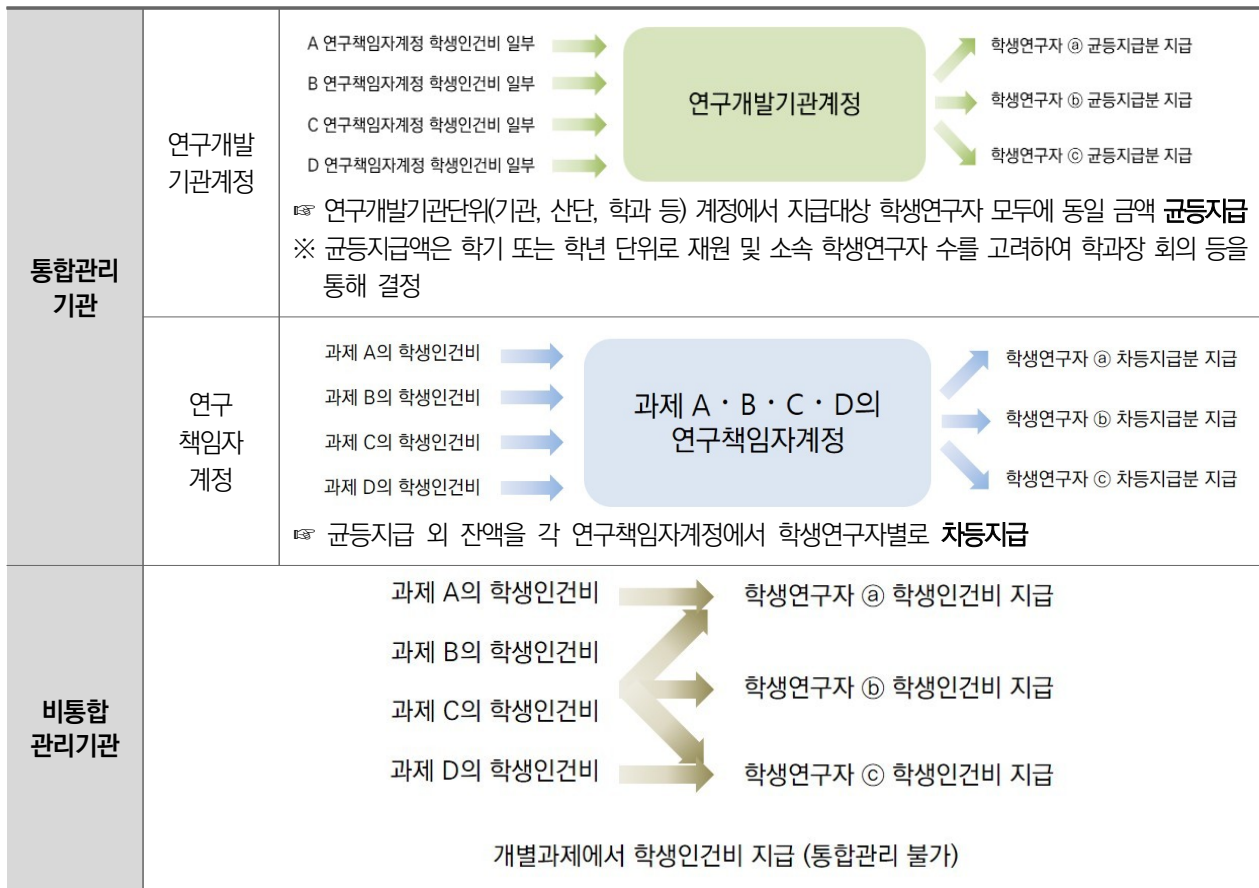 통합관리
기관
연구개발
기관계정
A 연구책임자계정 학생인건비 일부
B 연구책임자계정 학생인건비 일부
C 연구책임자계정 학생인건비 일부
D 연구책임자계정 학생인건비 일부
연구개발기관계정
학생연구자 ⓐ 균등지급분 지급
학생연구자 ⓑ 균등지급분 지급
학생연구자 ⓒ 균등지급분 지급
☞ 연구개발기관단위(기관, 산단, 학과 등) 계정에서 지급대상 학생연구자 모두에 동일 금액 균등지급
※ 균등지급액은 학기 또는 학년 단위로 재원 및 소속 학생연구자 수를 고려하여 학과장 회의 등을
통해 결정
연구
책임자
계정
과제 A의 학생인건비
과제 B의 학생인건비
과제 C의 학생인건비
과제 D의 학생인건비
과제 A · B · C · D의
연구책임자계정
학생연구자 ⓐ 차등지급분 지급
학생연구자 ⓑ 차등지급분 지급
학생연구자 ⓒ 차등지급분 지급
☞ 균등지급 외 잔액을 각 연구책임자계정에서 학생연구자별로 차등지급
비통합
관리기관
과제 A의 학생인건비
과제 B의 학생인건비
과제 C의 학생인건비
과제 D의 학생인건비
학생연구자 ⓐ 학생인건비 지급
학생연구자 ⓑ 학생인건비 지급
학생연구자 ⓒ 학생인건비 지급
개별과제에서 학생인건비 지급 (통합관리 불가)